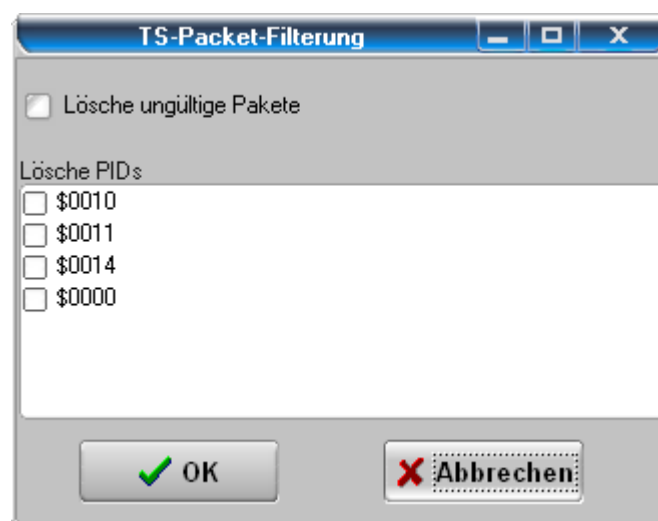 TS-Packet-Filterung
Lösche ungültige Pakete
Lösche PIDs
$0010
$0011
$0014
$0000
OK
Abbrechen